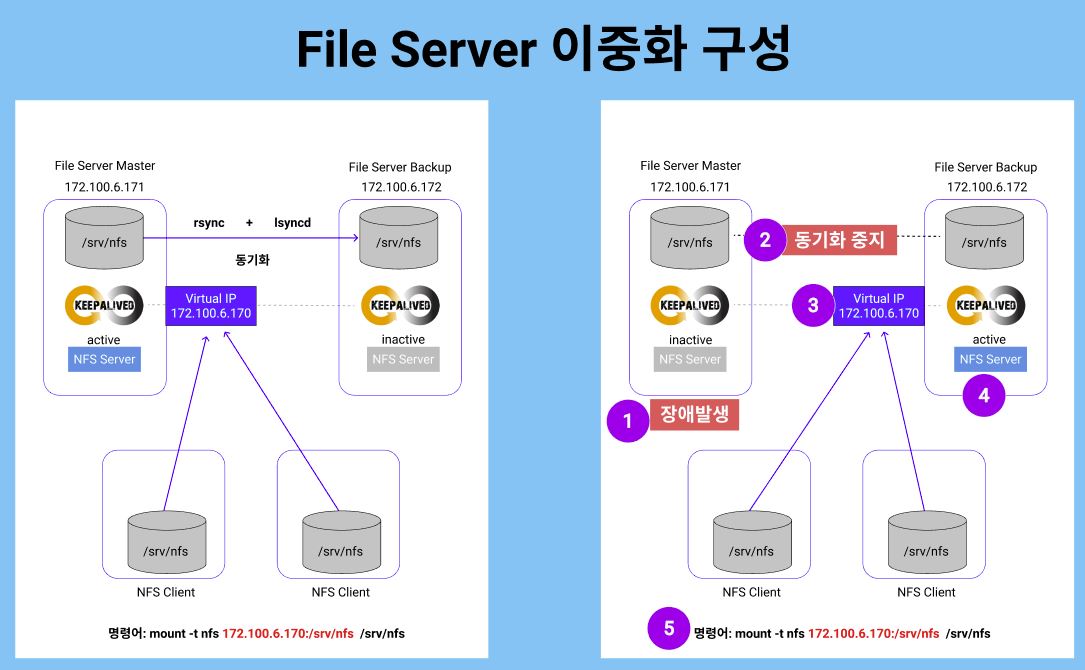 File Server 이중화 구성
File Server Master
172.100.6.171
File Server Backup
172.100.6.172
/srv/nfs
rsync + lsyncd
동기화
/srv/nfs
KEEPALIVED
Virtual IP
172.100.6.170
KEEPALIVED
active
NFS Server
inactive
NFS Server
/srv/nfs
NFS Client
/srv/nfs
NFS Client
명령어: mount -t nfs 172.100.6.170:/srv/nfs /srv/nfs
File Server Master
172.100.6.171
File Server Backup
172.100.6.172
/srv/nfs
2 동기화 중지
/srv/nfs
KEEPALIVED
3
Virtual IP
172.100.6.170
KEEPALIVED
inactive
NFS Server
active
NFS Server
4
1 장애발생
/srv/nfs
NFS Client
/srv/nfs
NFS Client
5 명령어: mount -t nfs 172.100.6.170:/srv/nfs /srv/nfs